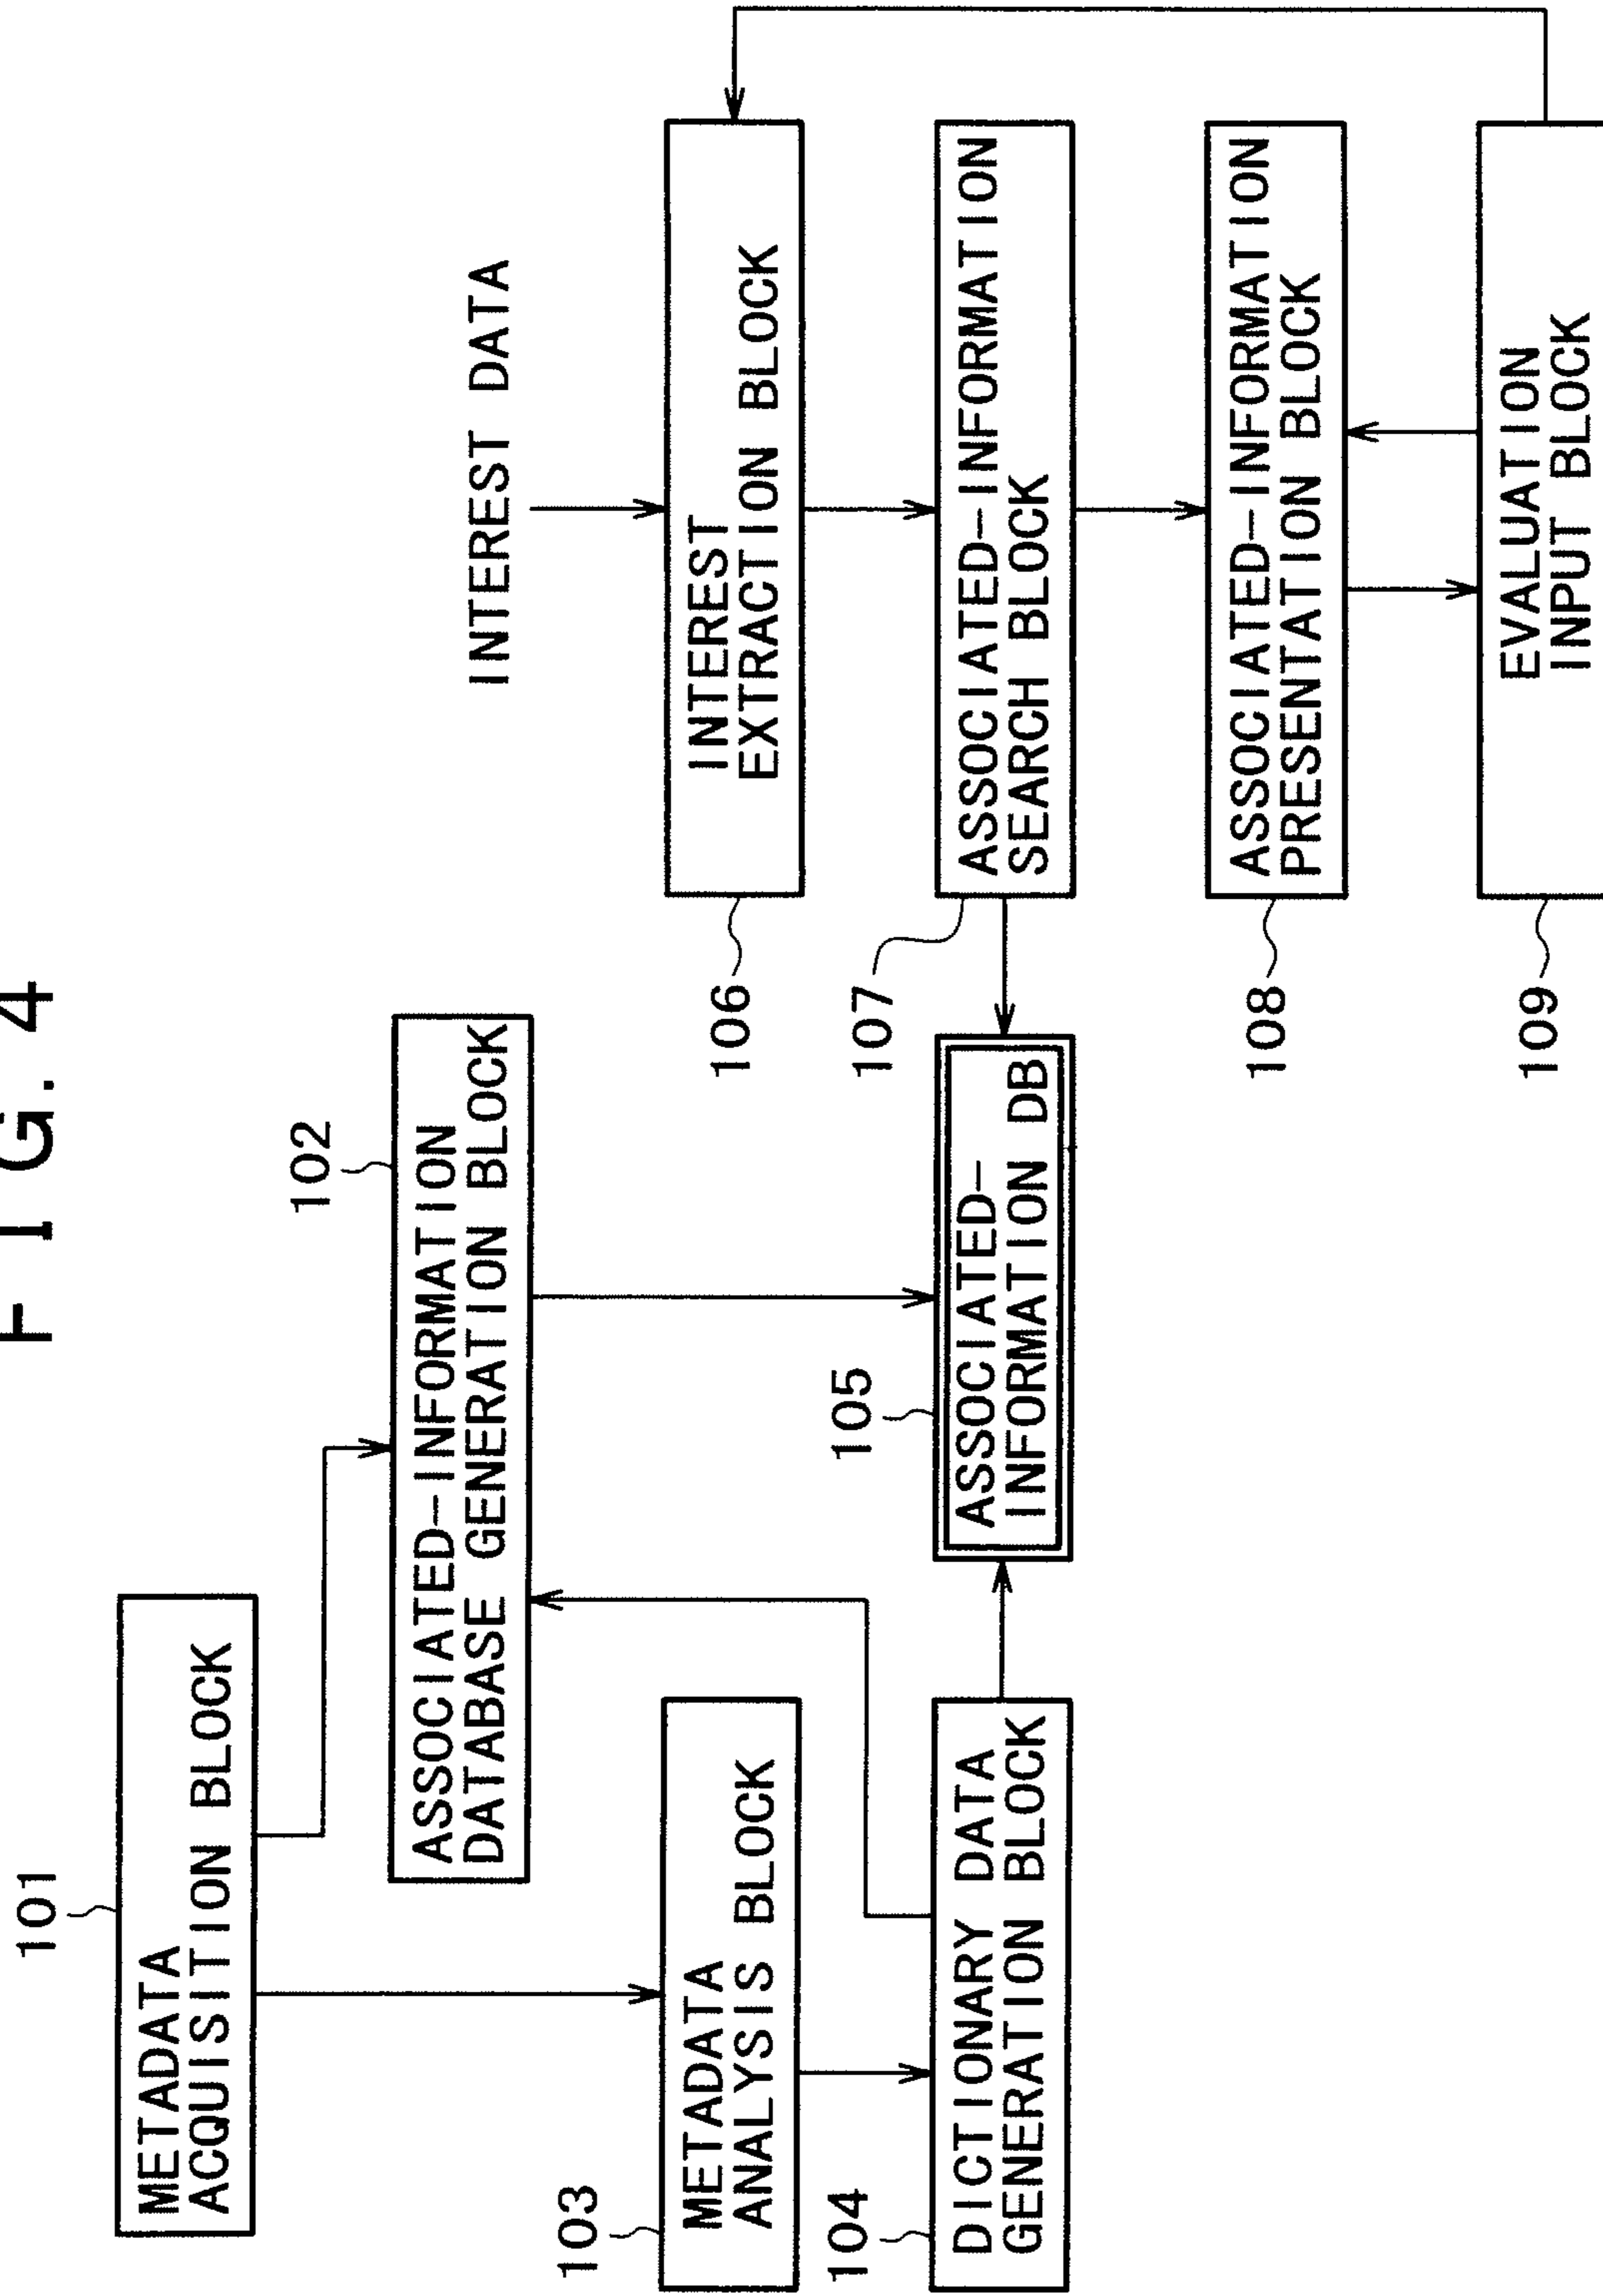 FIG. 4
101
METADATA
ACQUISITION BLOCK
102
ASSOCIATED-INFORMATION
DATABASE GENERATION BLOCK
103
METADATA
ANALYSIS BLOCK
104
DICTIONARY DATA
GENERATION BLOCK
105
ASSOCIATED-
INFORMATION DB
INTEREST DATA
106
INTEREST
EXTRACTION BLOCK
107
ASSOCIATED-INFORMATION
SEARCH BLOCK
108
ASSOCIATED-INFORMATION
PRESENTATION BLOCK
109
EVALUATION
INPUT BLOCK